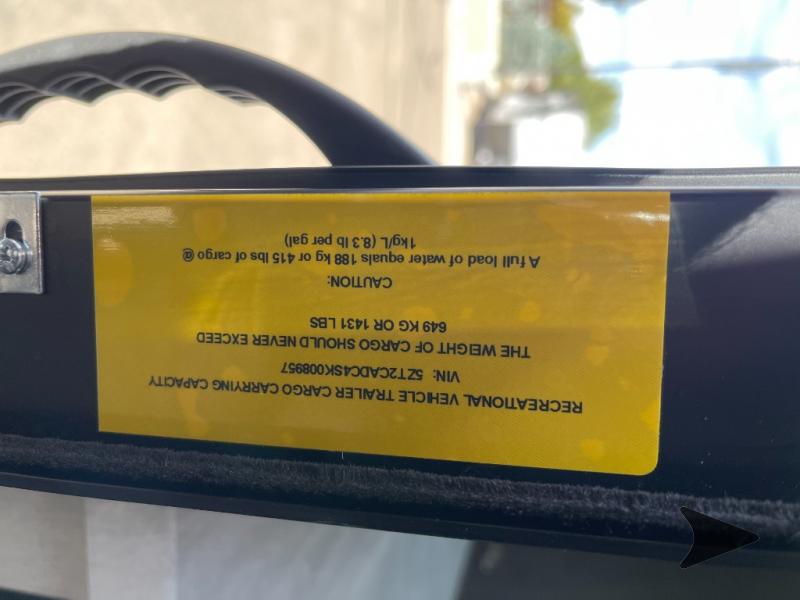 RECREATIONAL VEHICLE TRAILER CARGO CARRYING CAPACITY
VIN: 5ZT2CADC4SK008957
THE WEIGHT OF CARGO SHOULD NEVER EXCEED
649 KG OR 1431 LBS
CAUTION:
A full load of water equals 188 kg or 415 lbs of cargo @
1kg/L (8.3 lb per gal)